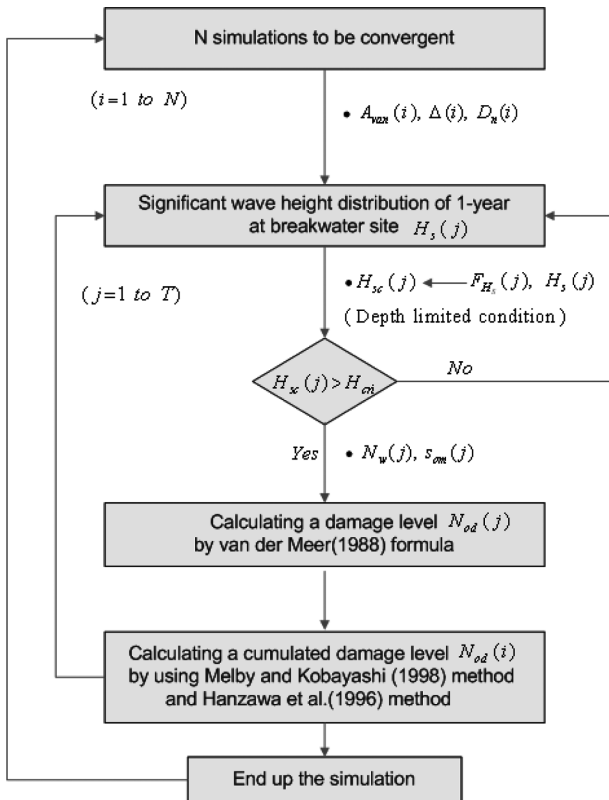 N simulations to be convergent
(i=1 to N)
• A_van(i), Δ(i), D_n(i)
Significant wave height distribution of 1-year
at breakwater site H_s(j)
(j=1 to T)
• H_sc(j) ← F_Hs(j), H_s(j)
(Depth limited condition)
H_sc(j) > H_cri
No
Yes
• N_w(j), s_om(j)
Calculating a damage level N_od(j)
by van der Meer(1988) formula
Calculating a cumulated damage level N_od(i)
by using Melby and Kobayashi (1998) method
and Hanzawa et al.(1996) method
End up the simulation